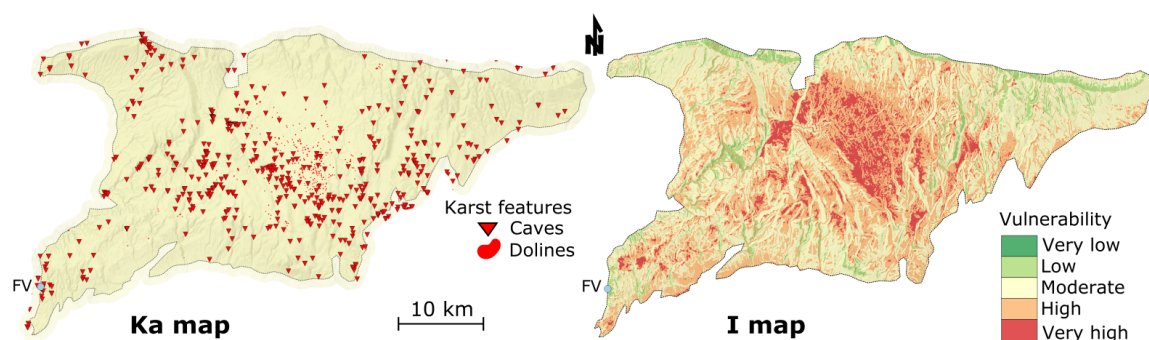 Karst features
Caves
Dolines
FV
10 km
Ka map
N
Vulnerability
Very low
Low
Moderate
High
Very high
FV
I map